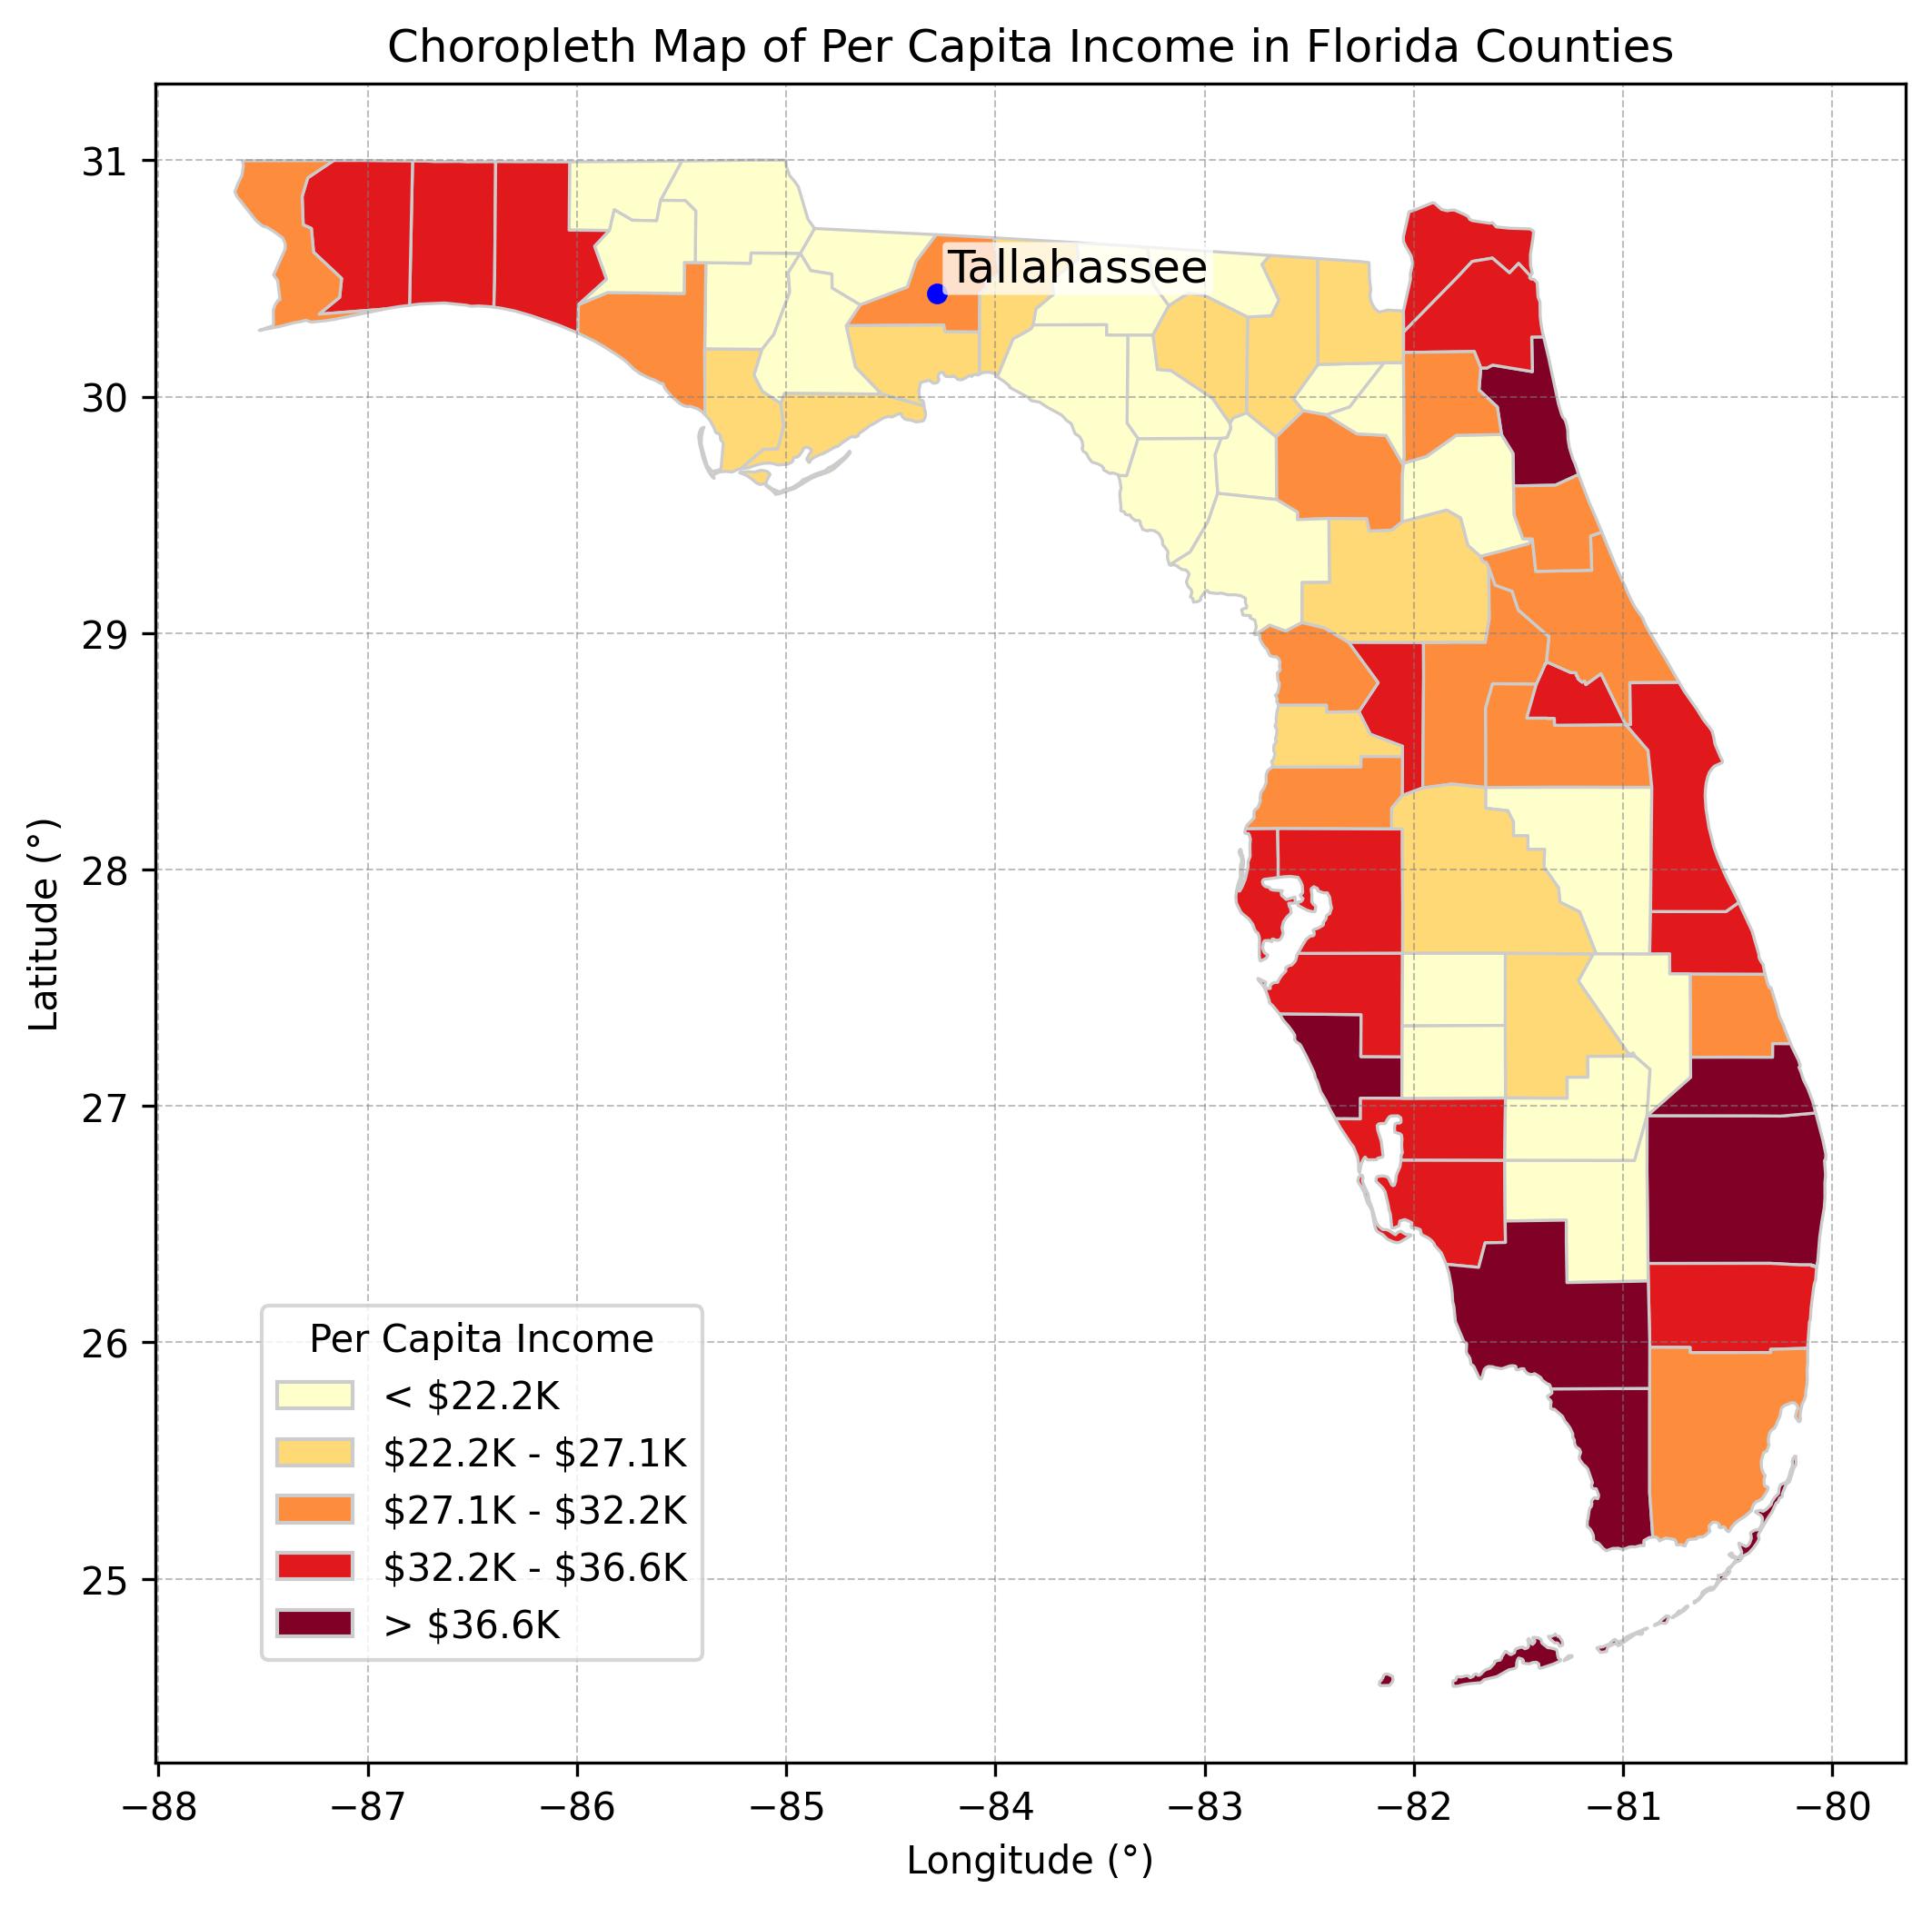 Choropleth Map of Per Capita Income in Florida Counties
Latitude (°)
31
30
29
28
27
26
25
Tallahassee
Per Capita Income
< $22.2K
$22.2K - $27.1K
$27.1K - $32.2K
$32.2K - $36.6K
> $36.6K
−88 −87 −86 −85 −84 −83 −82 −81 −80
Longitude (°)